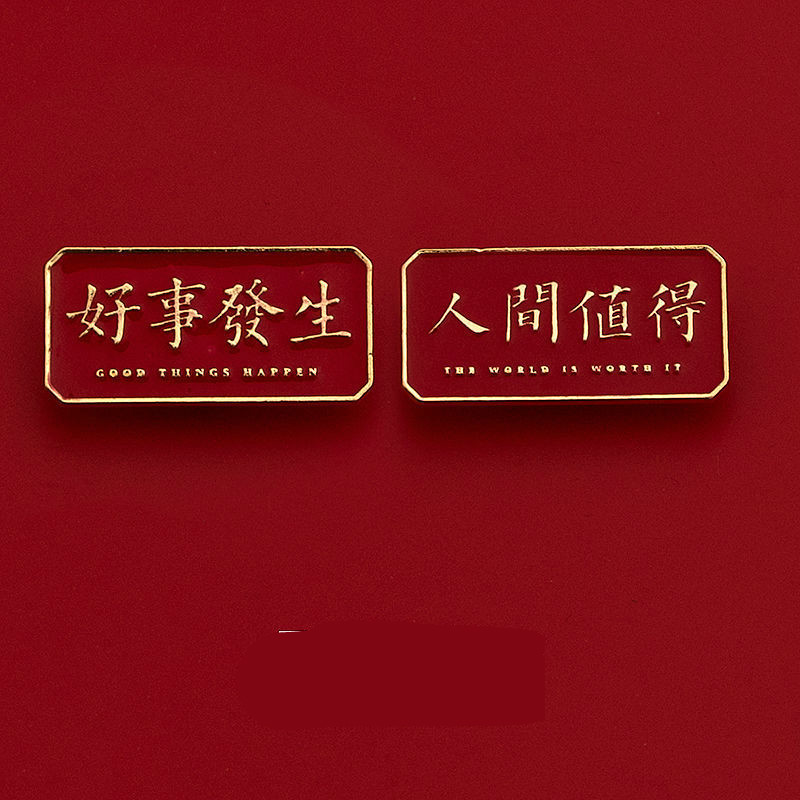 好事發生
GOOD THINGS HAPPEN
人間值得
THE WORLD IS WORTH IT